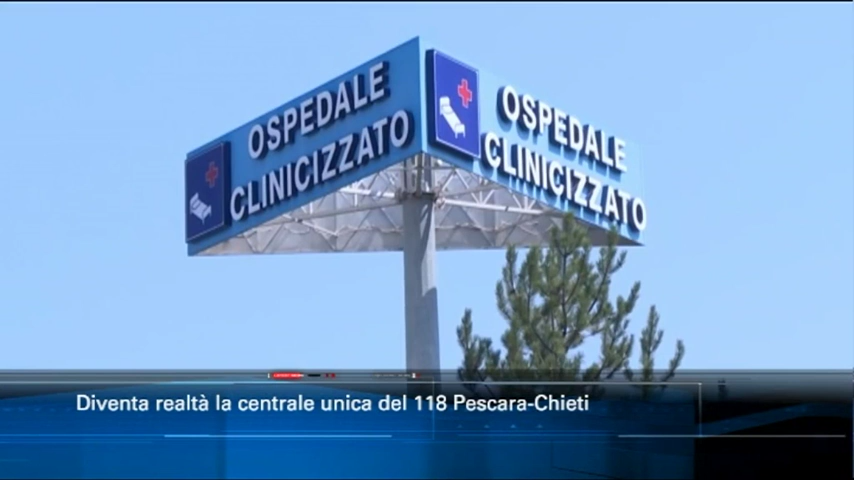 OSPEDALE
CLINICIZZATO
OSPEDALE
CLINICIZZATO
Diventa realtà la centrale unica del 118 Pescara-Chieti